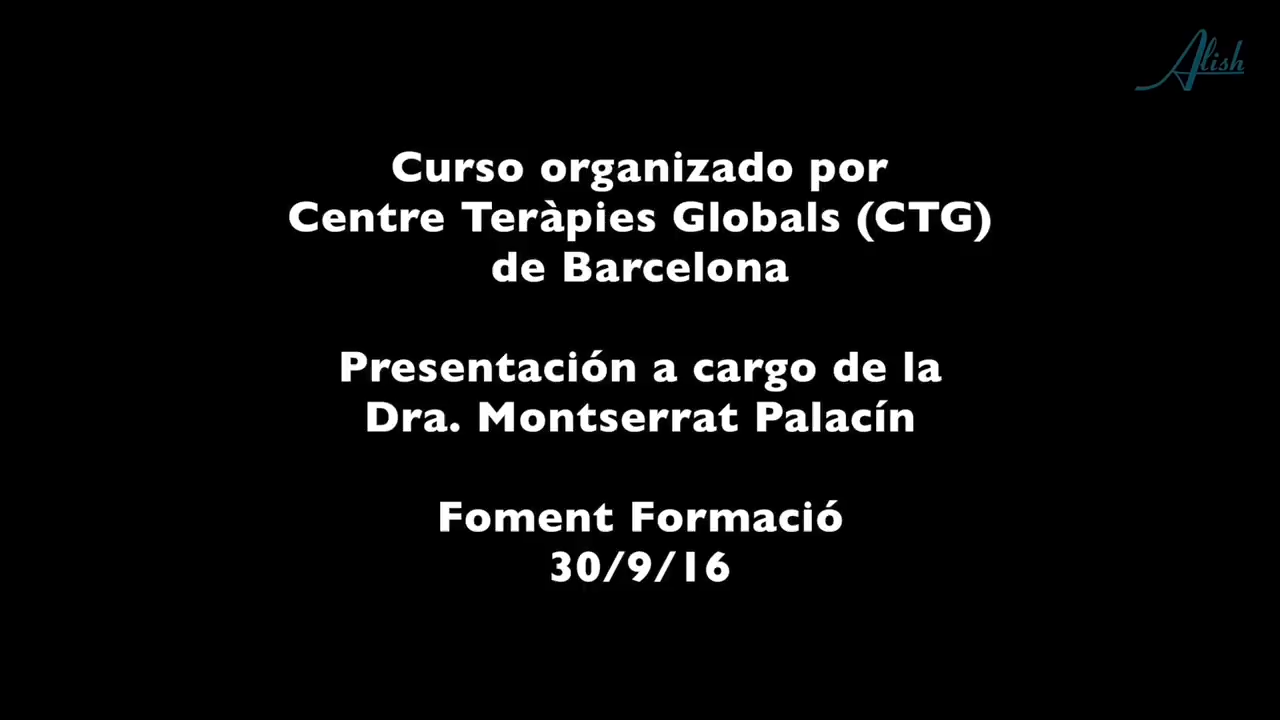 Alish
Curso organizado por
Centre Teràpies Globals (CTG)
de Barcelona
Presentación a cargo de la
Dra. Montserrat Palacín
Foment Formació
30/9/16